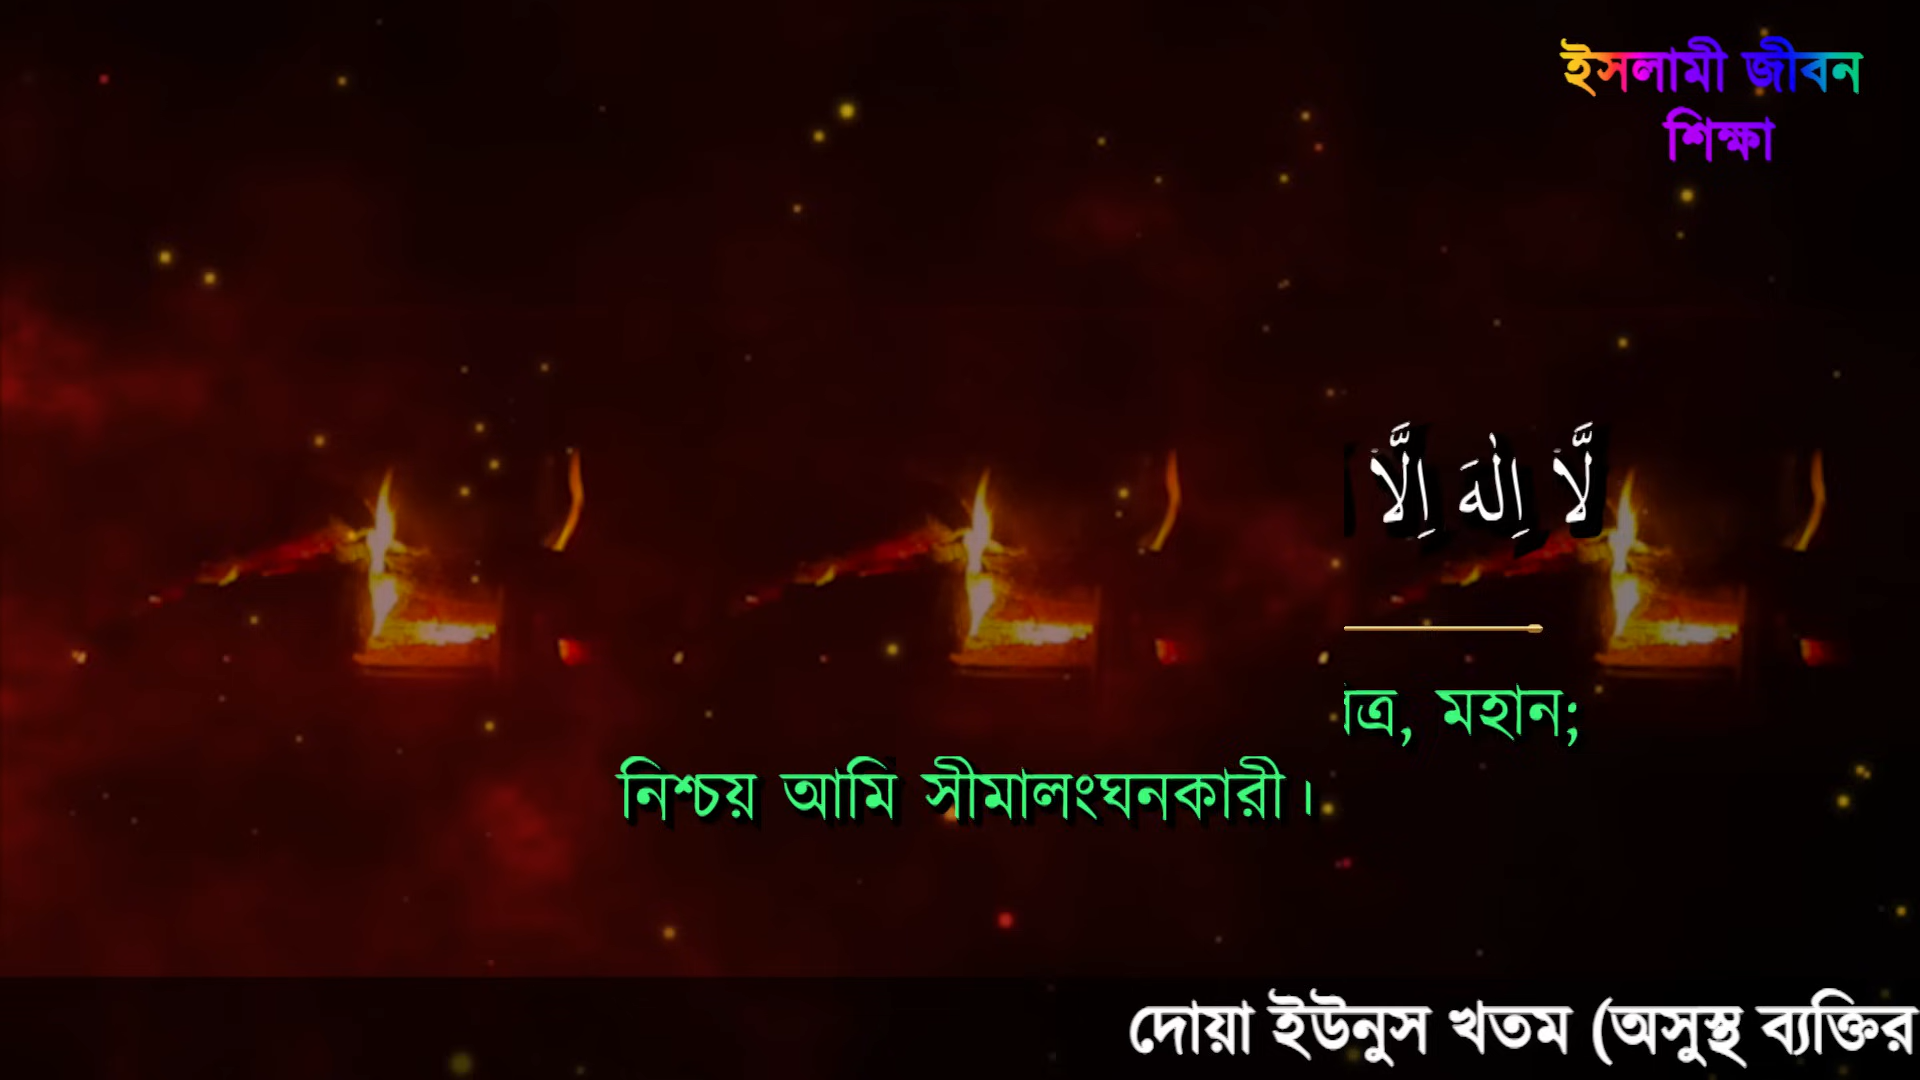 ইসলামী জীবন
শিক্ষা
لَّا اِلٰهَ اِلَّا
মহান;
নিশ্চয় আমি সীমালংঘনকারী।
দোয়া ইউনুস খতম (অসুস্থ ব্যক্তির